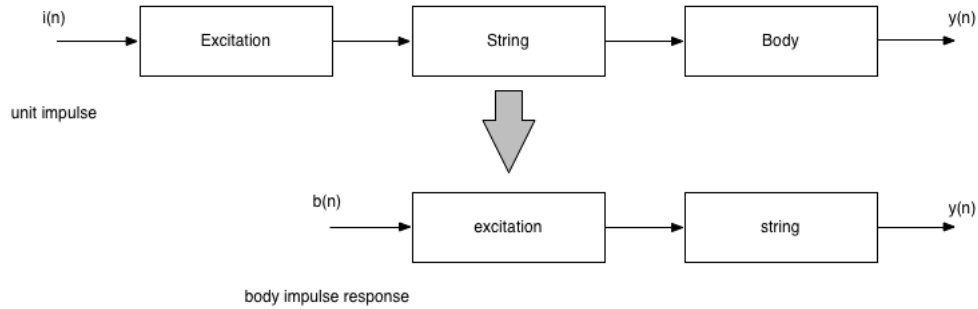 i(n)
Excitation
String
Body
y(n)
unit impulse
b(n)
excitation
string
y(n)
body impulse response